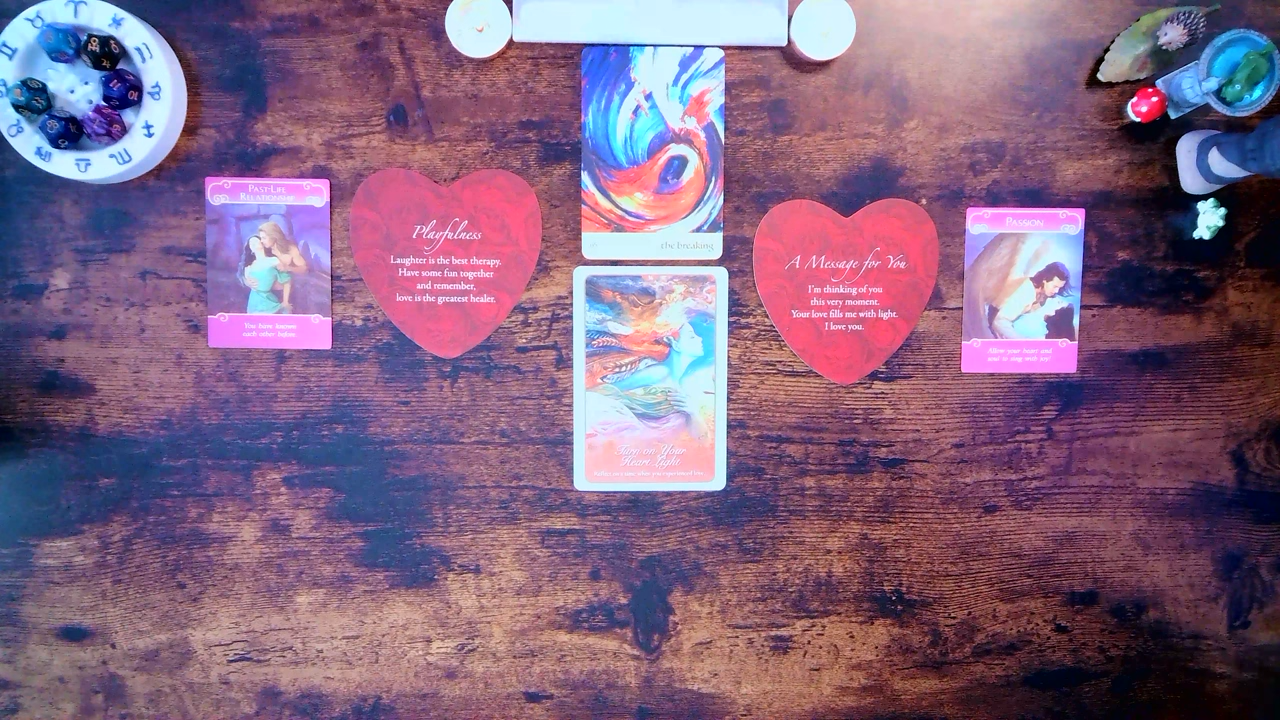 PAST-LIFE
RELATIONSHIP
You have known
each other before.
Playfulness
Laughter is the best therapy.
Have some fun together
and remember,
love is the greatest healer.
the breaking
Turn on Your
Heart Light
A Message for You
I'm thinking of you
this very moment.
Your love fills me with light.
I love you.
PASSION
Allow your heart and
soul to sing with joy!